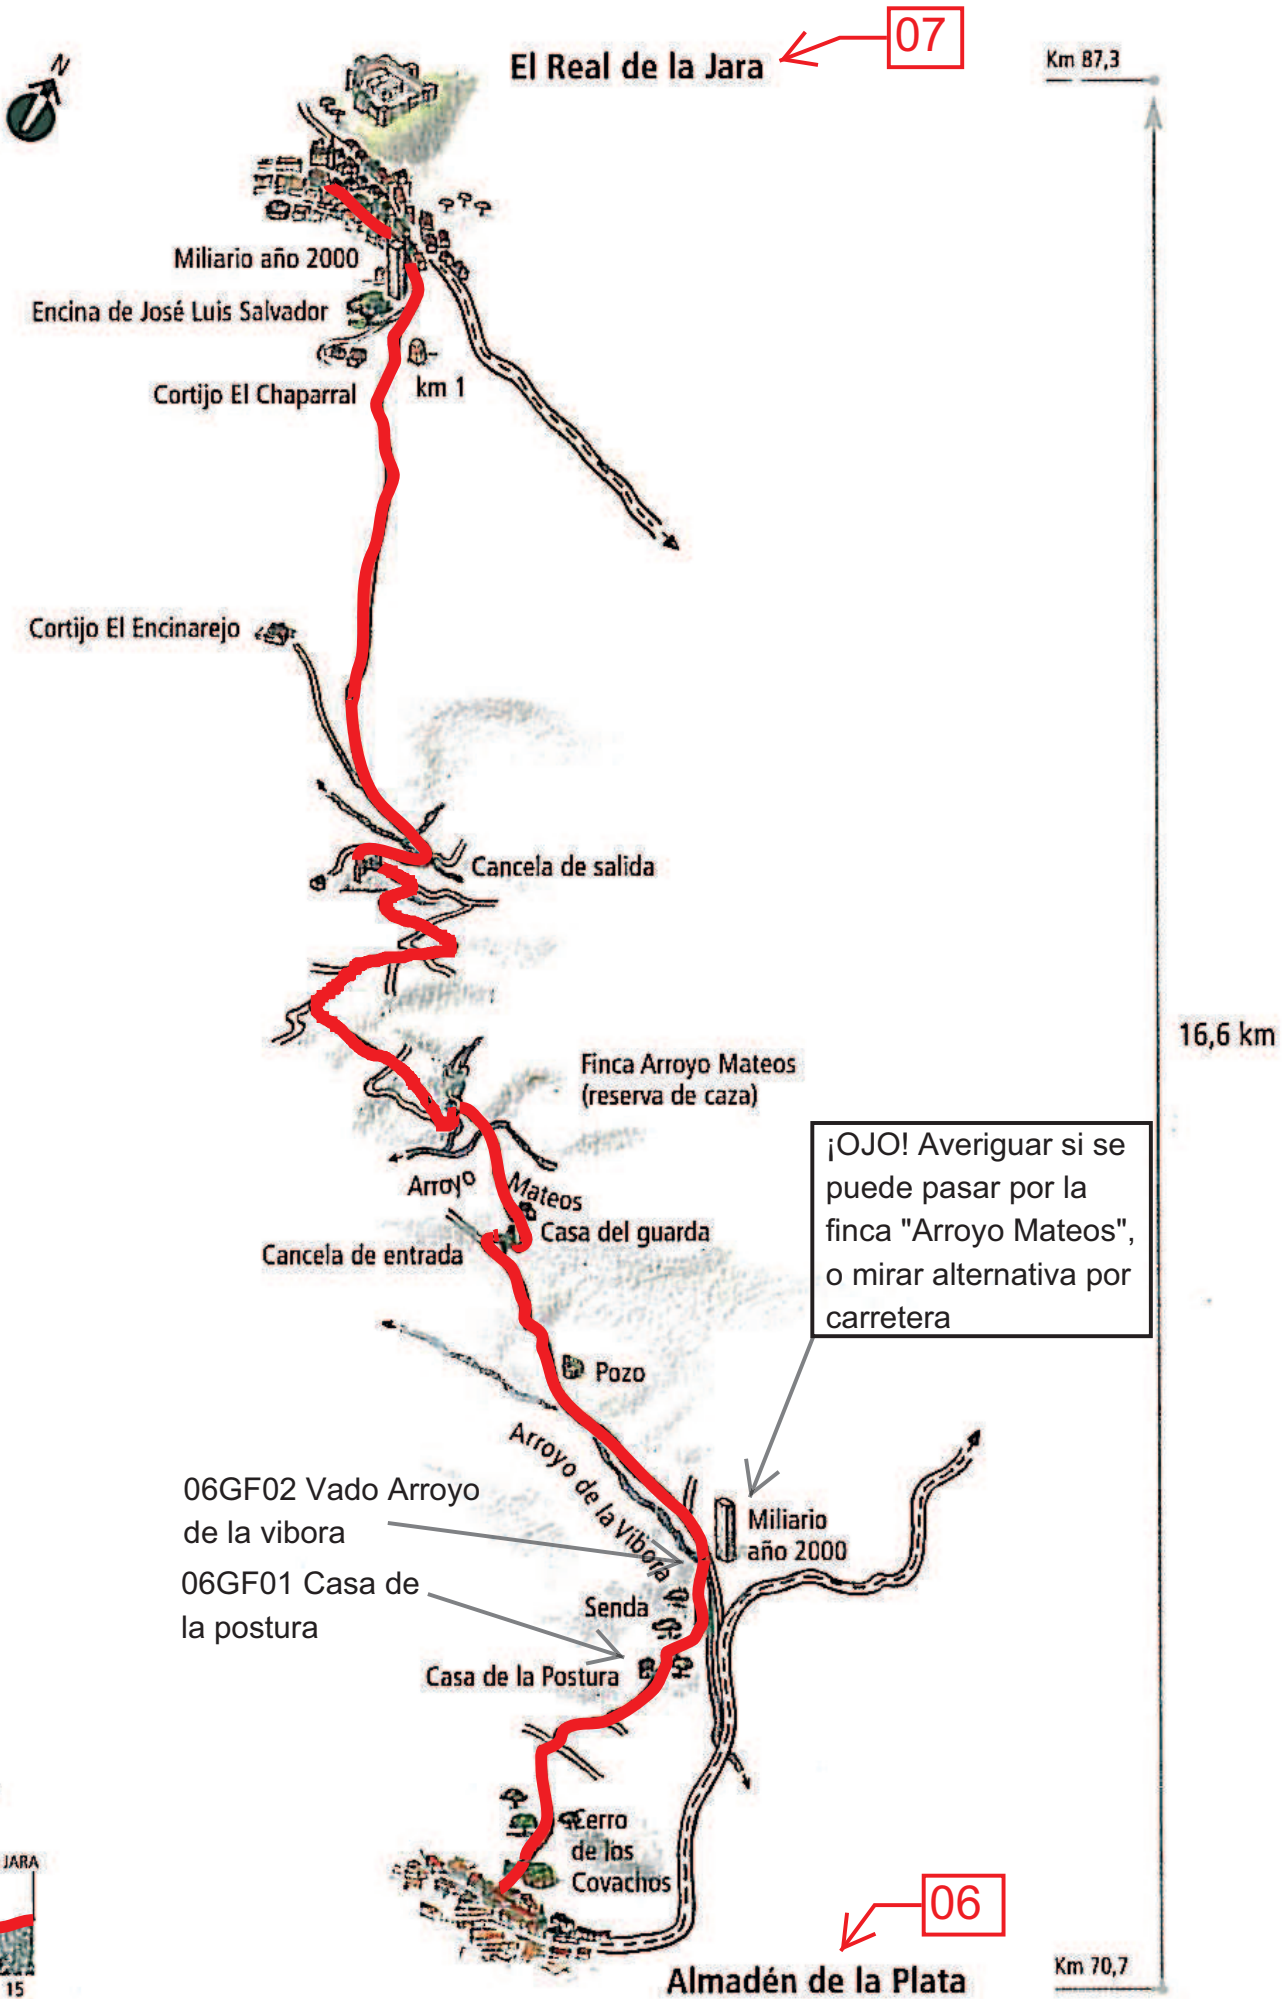 07
El Real de la Jara
Km 87,3
N
Miliario año 2000
Encina de José Luis Salvador
km 1
Cortijo El Chaparral
Cortijo El Encinarejo
Cancela de salida
16,6 km
Finca Arroyo Mateos
(reserva de caza)
¡OJO! Averiguar si se
puede pasar por la
finca "Arroyo Mateos",
o mirar alternativa por
carretera
Arroyo Mateos
Casa del guarda
Cancela de entrada
Pozo
Arroyo de la Vibora
06GF02 Vado Arroyo
de la vibora
Miliario
año 2000
06GF01 Casa de
la postura
Senda
Casa de la Postura
Cerro
de los
Covachos
JARA
15
06
Almadén de la Plata
Km 70,7